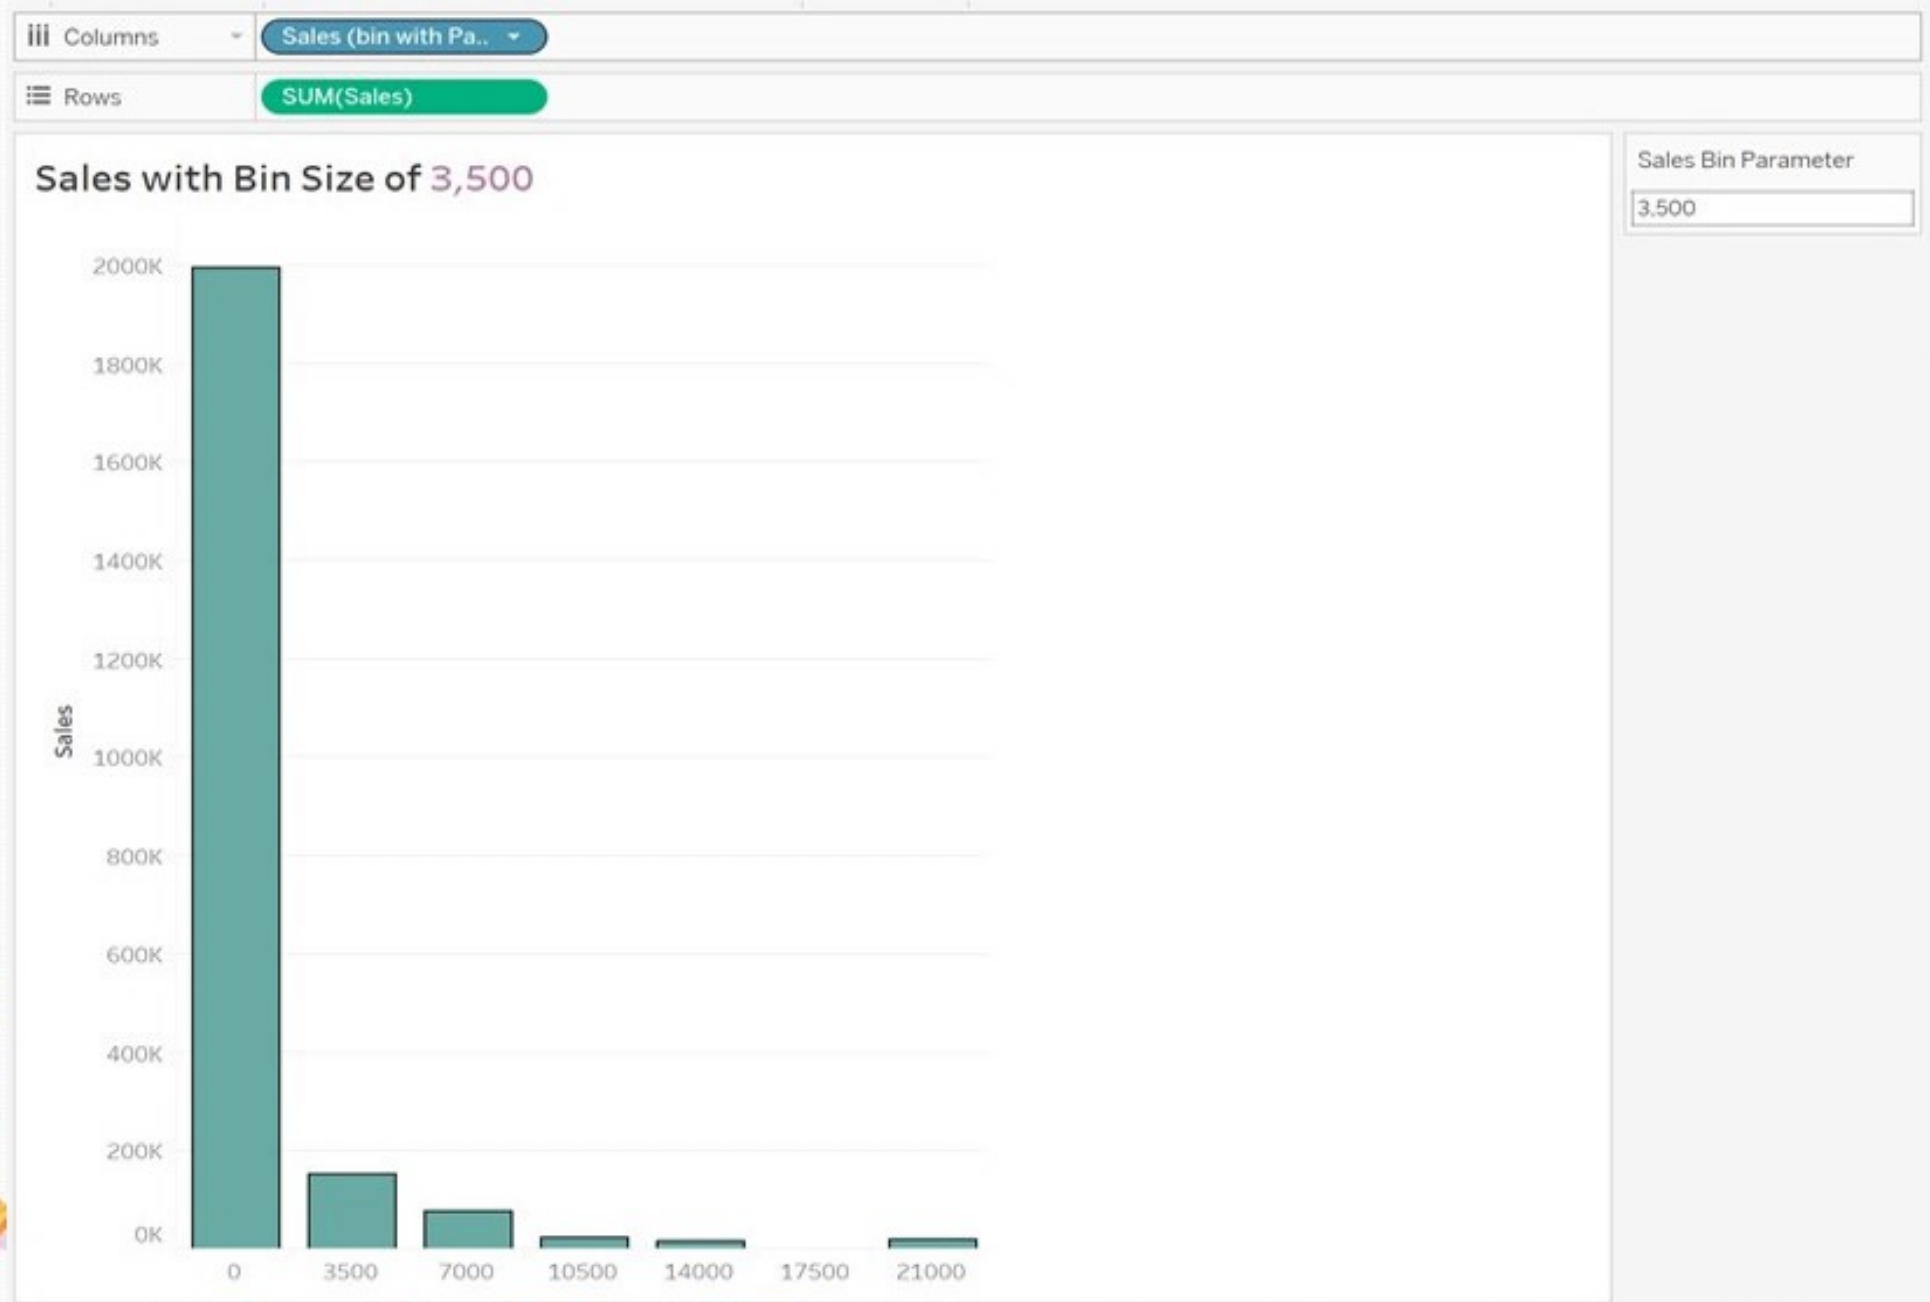 Columns
Sales (bin with Pa..
Rows
SUM(Sales)
Sales with Bin Size of 3,500
Sales Bin Parameter
3,500
2000K
1800K
1600K
1400K
1200K
1000K
800K
600K
400K
200K
0K
Sales
0 3500 7000 10500 14000 17500 21000